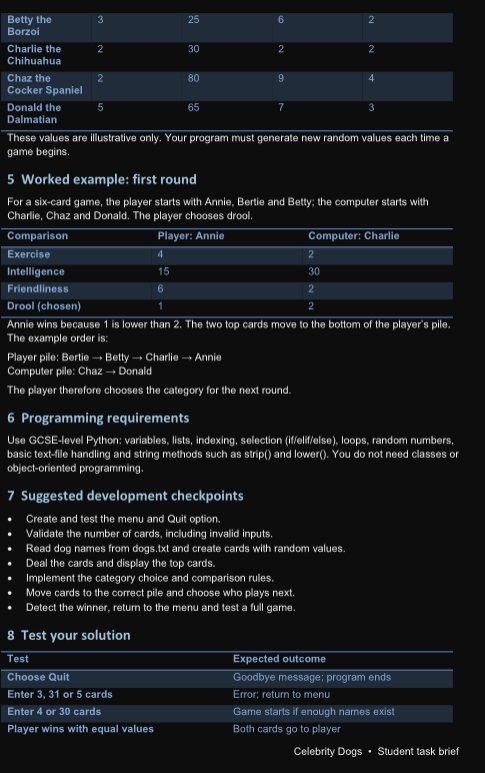 Betty the Borzoi 3 25 6 2
Charlie the Chihuahua 2 30 2 2
Chaz the Cocker Spaniel 2 80 9 4
Donald the Dalmatian 5 65 7 3
These values are illustrative only. Your program must generate new random values each time a
game begins.
5 Worked example: first round
For a six-card game, the player starts with Annie, Bertie and Betty; the computer starts with
Charlie, Chaz and Donald. The player chooses drool.
Comparison Player: Annie Computer: Charlie
Exercise 4 2
Intelligence 15 30
Friendliness 6 2
Drool (chosen) 1 2
Annie wins because 1 is lower than 2. The two top cards move to the bottom of the player's pile.
The example order is:
Player pile: Bertie → Betty → Charlie → Annie
Computer pile: Chaz → Donald
The player therefore chooses the category for the next round.
6 Programming requirements
Use GCSE-level Python: variables, lists, indexing, selection (if/elif/else), loops, random numbers,
basic text-file handling and string methods such as strip() and lower(). You do not need classes or
object-oriented programming.
7 Suggested development checkpoints
• Create and test the menu and Quit option.
• Validate the number of cards, including invalid inputs.
• Read dog names from dogs.txt and create cards with random values.
• Deal the cards and display the top cards.
• Implement the category choice and comparison rules.
• Move cards to the correct pile and choose who plays next.
• Detect the winner, return to the menu and test a full game.
8 Test your solution
Test Expected outcome
Choose Quit Goodbye message; program ends
Enter 3, 31 or 5 cards Error; return to menu
Enter 4 or 30 cards Game starts if enough names exist
Player wins with equal values Both cards go to player
Celebrity Dogs • Student task brief